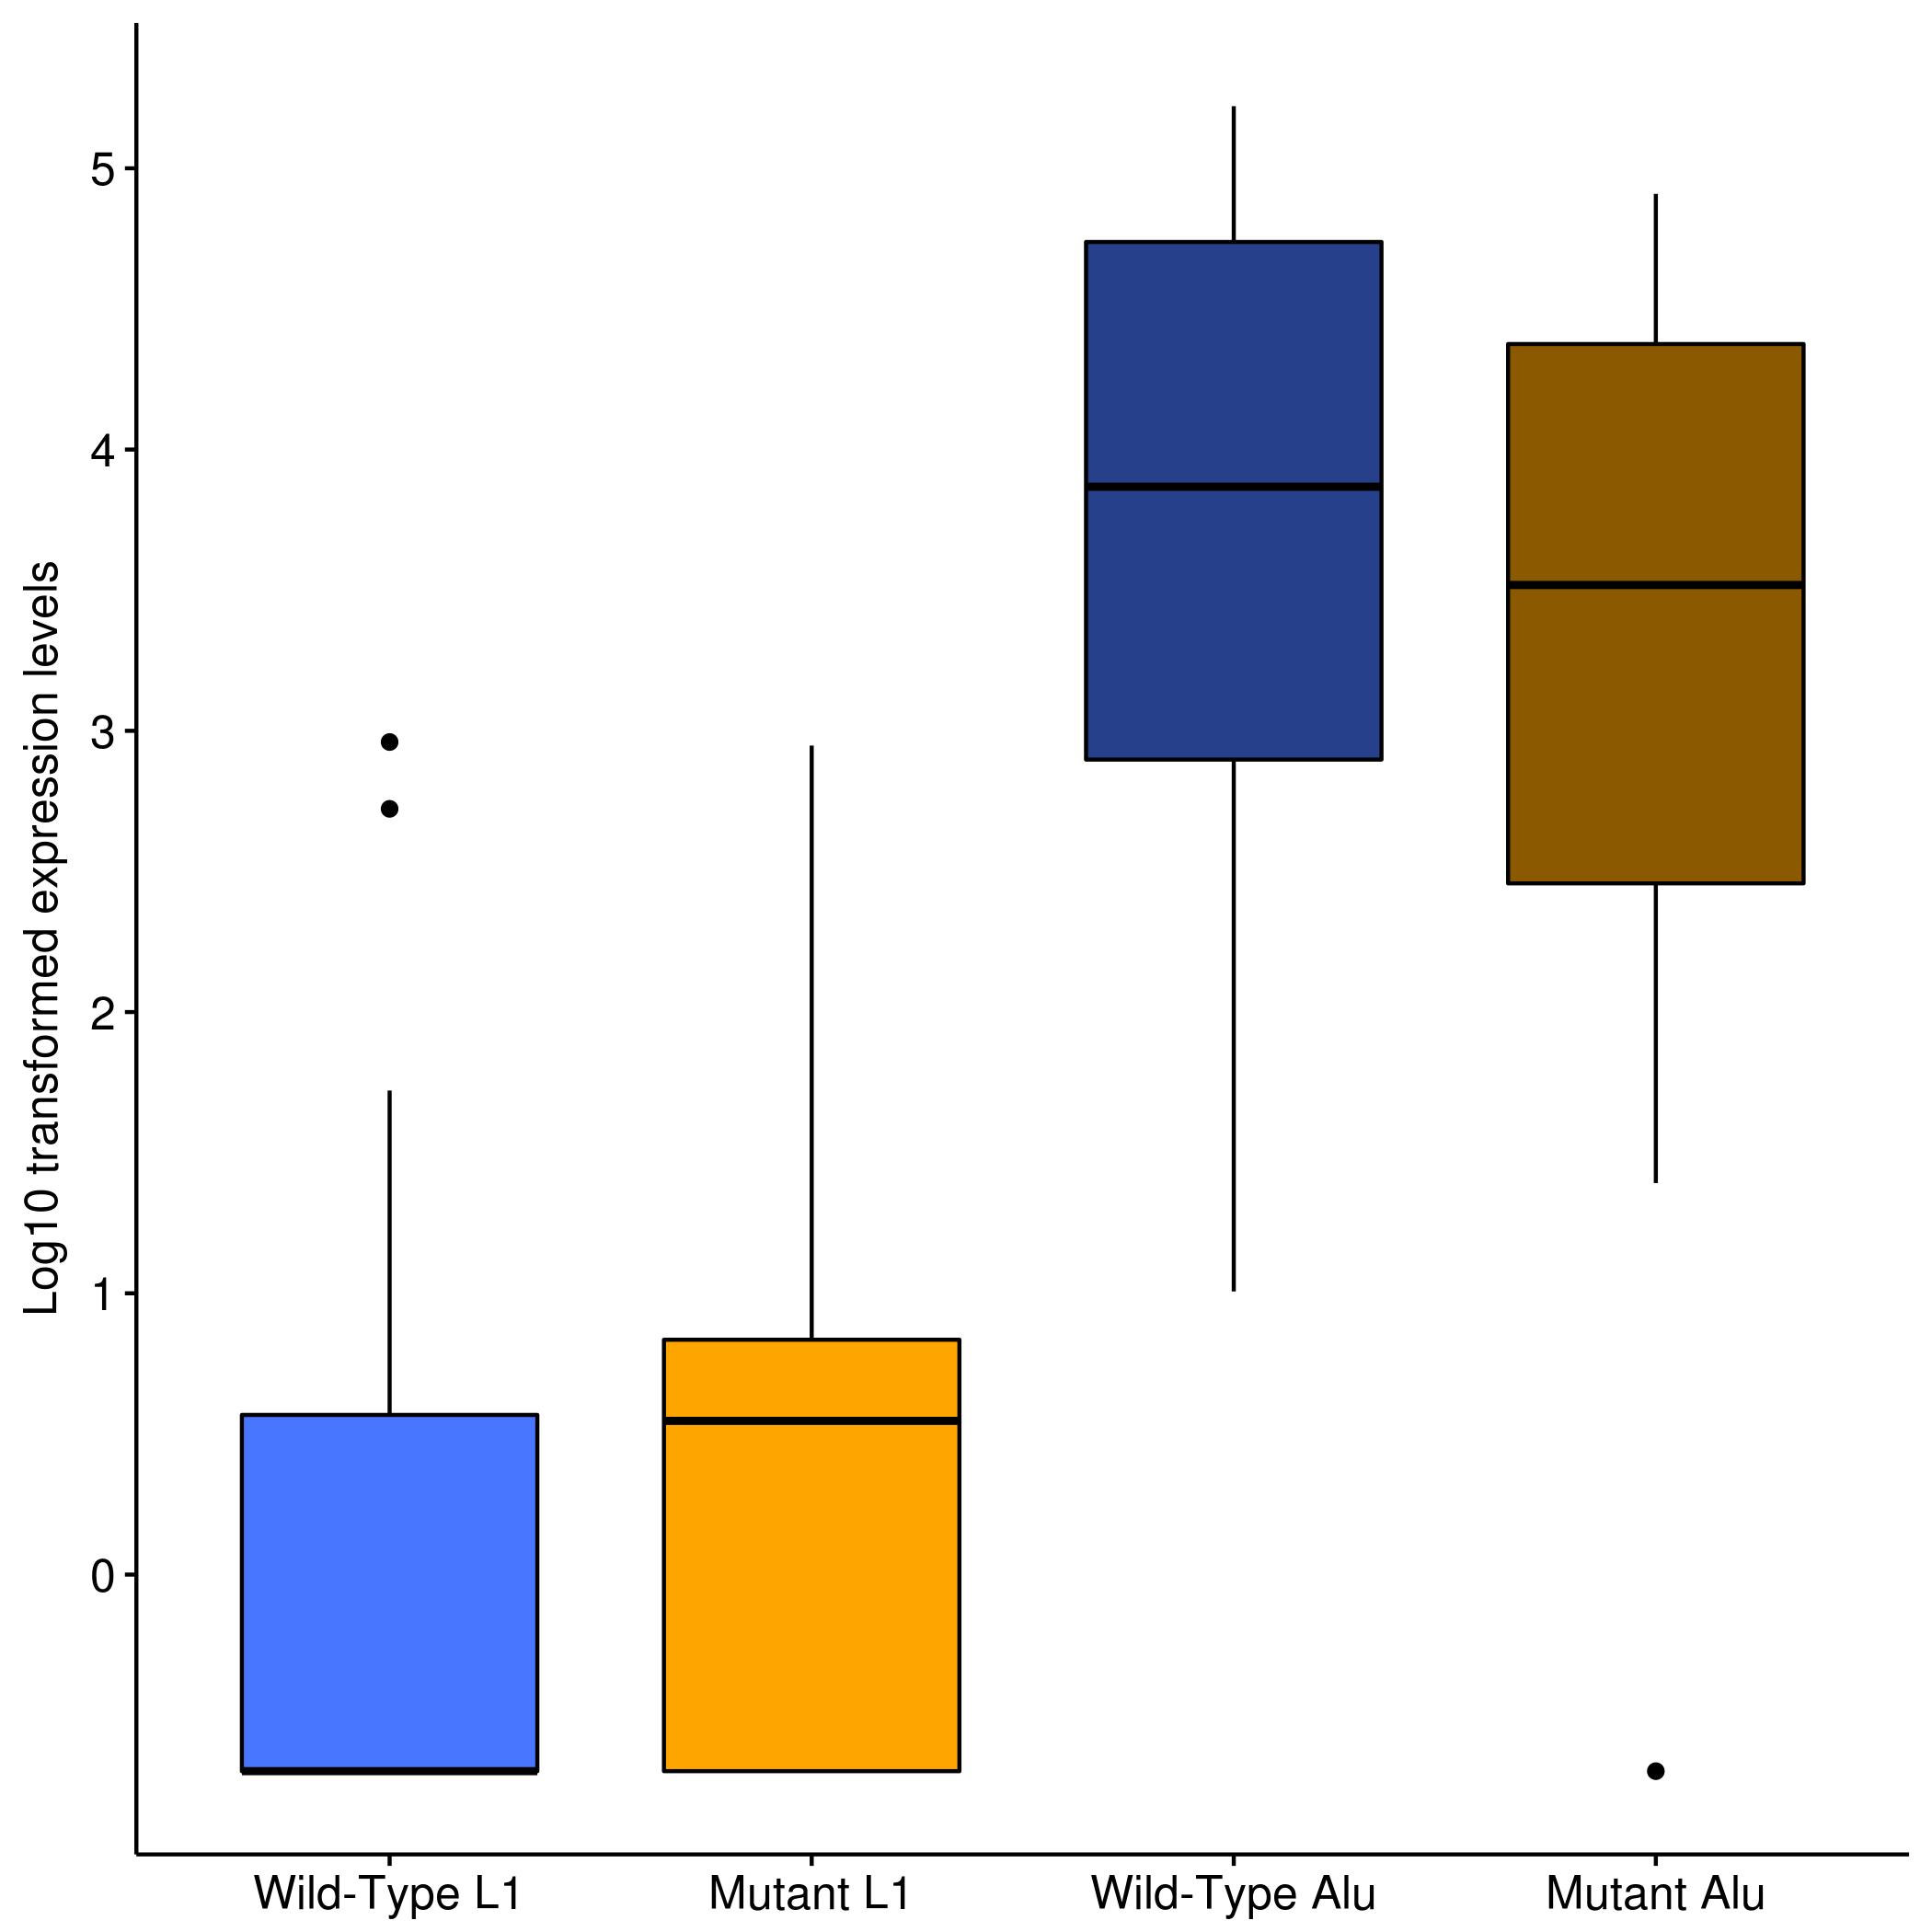 Log10 transformed expression levels
5
4
3
2
1
0
Wild-Type L1
Mutant L1
Wild-Type Alu
Mutant Alu